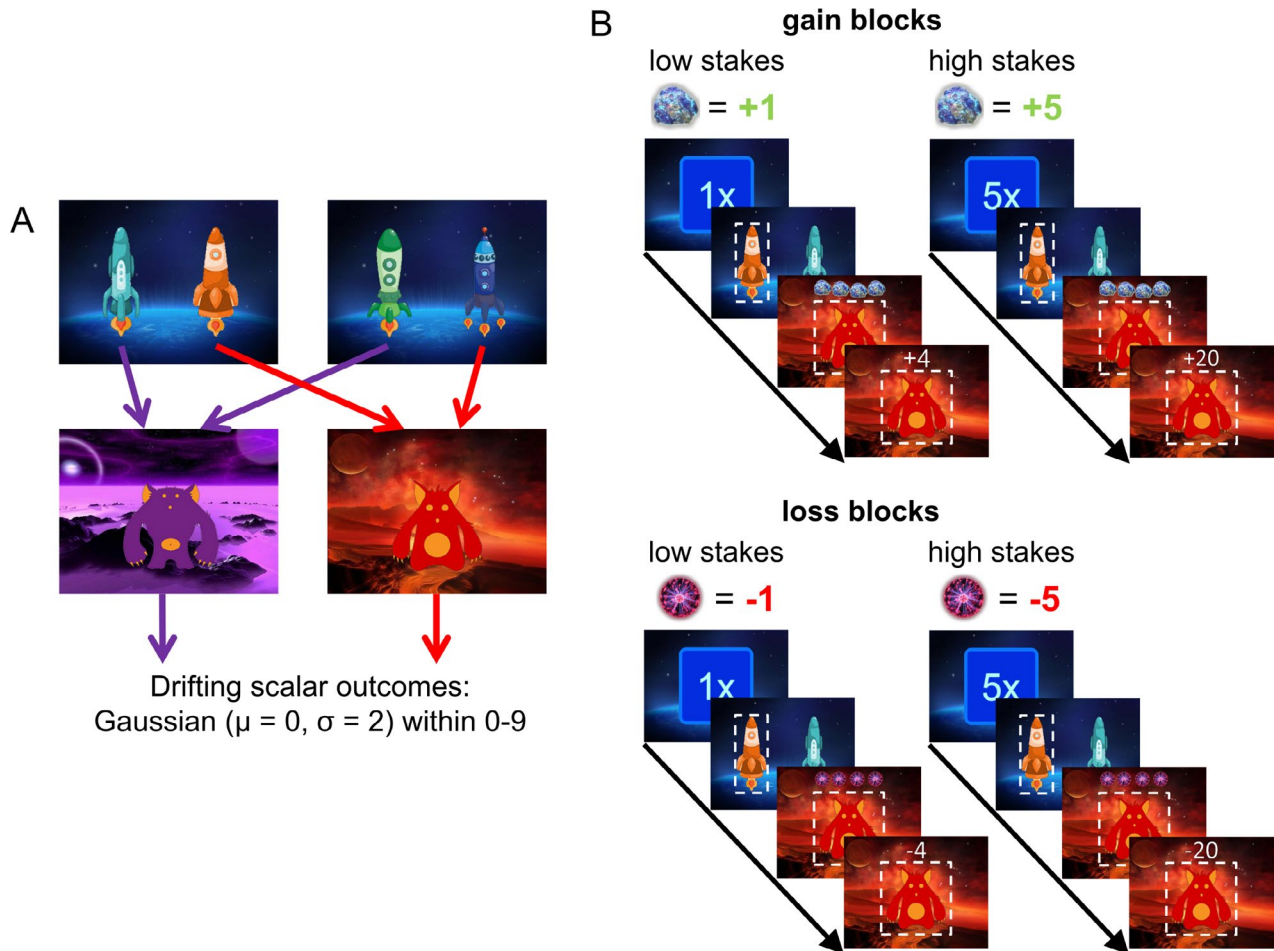 A
Drifting scalar outcomes:
Gaussian (μ = 0, σ = 2) within 0-9
B
gain blocks
low stakes
= +1
1x
+4
high stakes
= +5
5x
+20
loss blocks
low stakes
= -1
1x
-4
high stakes
= -5
5x
-20